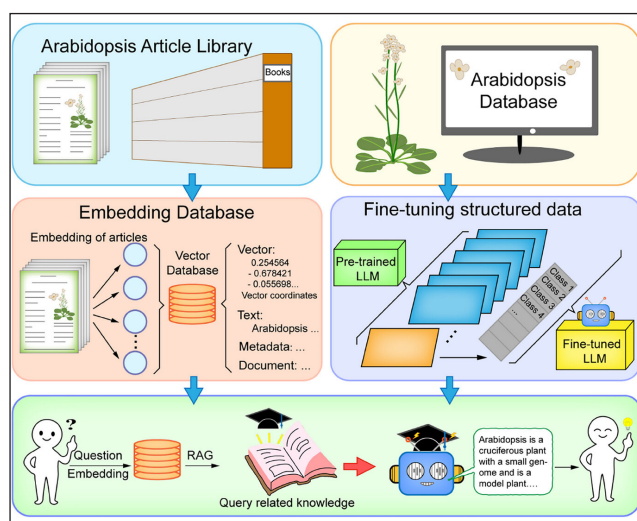 Arabidopsis Article Library
Books
Arabidopsis
Database
Embedding Database
Embedding of articles
Vector
Database
Vector:
0.254564
- 0.678421
- 0.055698...
Vector coordinates
Text:
Arabidopsis ...
Metadata: ...
Document: ...
Fine-tuning structured data
Pre-trained
LLM
Class 1
Class 2
Class 3
Class 4
...
Fine-tuned
LLM
?
Question
Embedding
RAG
Query related knowledge
Arabidopsis is a
cruciferous plant
with a small gen-
ome and is a
model plant....